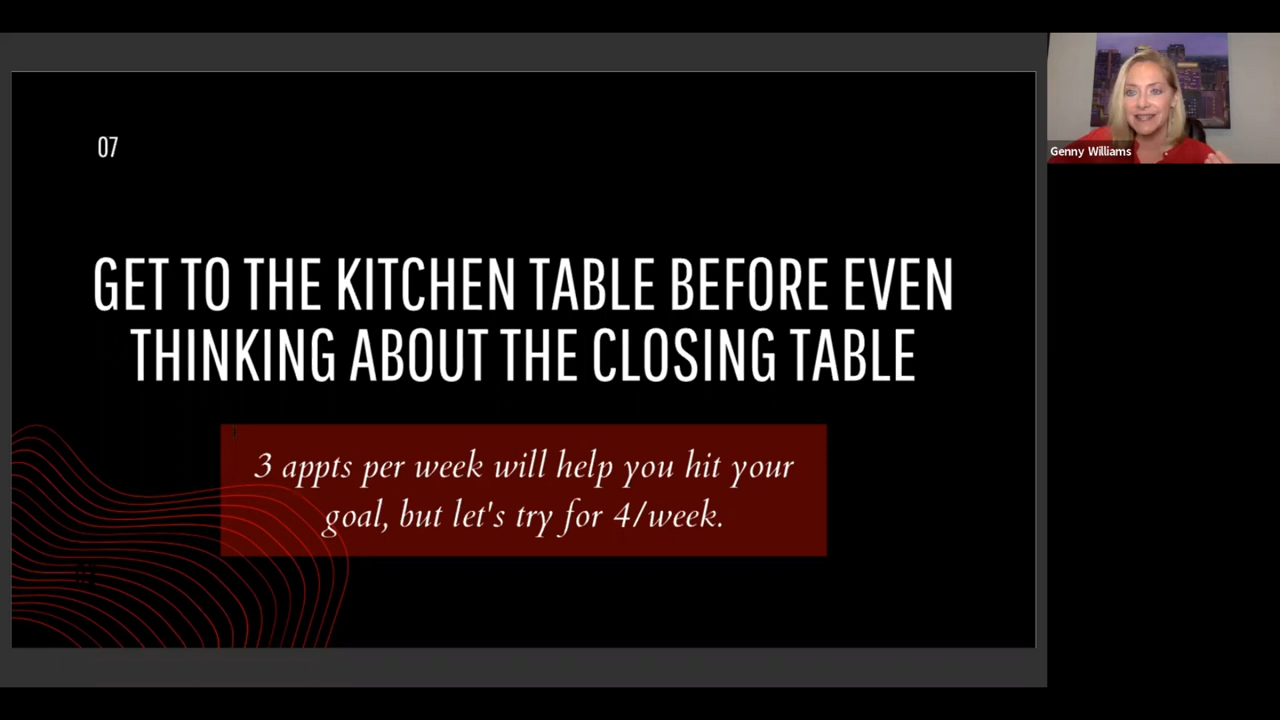 07
GET TO THE KITCHEN TABLE BEFORE EVEN
THINKING ABOUT THE CLOSING TABLE
3 appts per week will help you hit your
goal, but let's try for 4/week.
Genny Williams